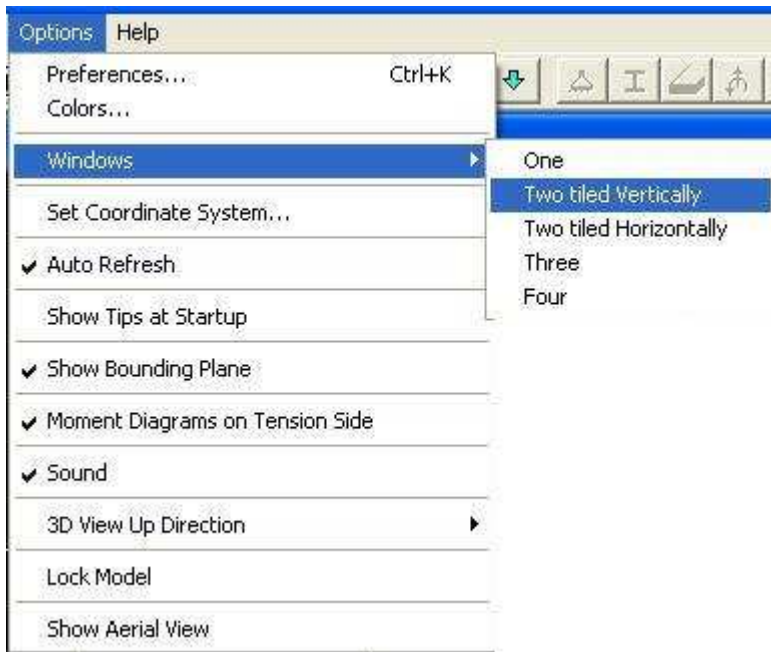 Options Help
Preferences... Ctrl+K
Colors...
Windows
One
Two tiled Vertically
Two tiled Horizontally
Three
Four
Set Coordinate System...
Auto Refresh
Show Tips at Startup
Show Bounding Plane
Moment Diagrams on Tension Side
Sound
3D View Up Direction
Lock Model
Show Aerial View